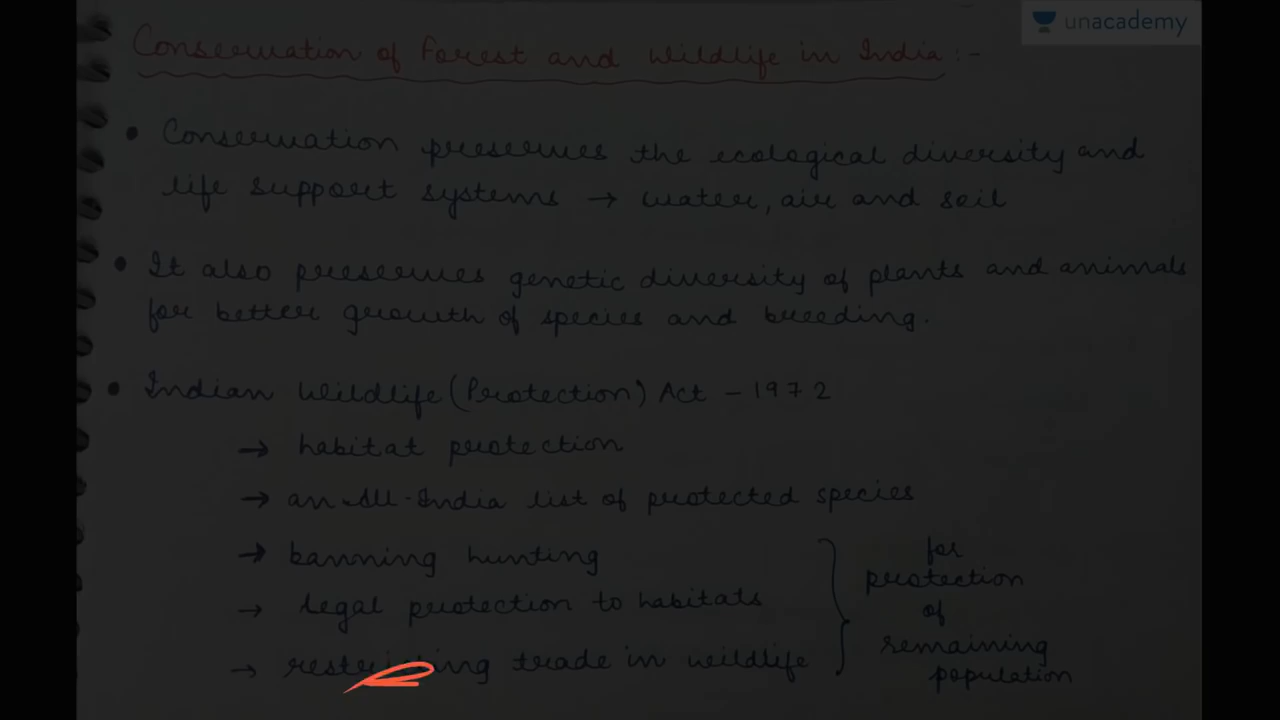 unacademy
Conservation of Forest and Wildlife in India :-
• Conservation preserves the ecological diversity and
life support systems → water, air and soil
• It also preserves genetic diversity of plants and animals
for better growth of species and breeding.
• Indian Wildlife (Protection) Act - 1972
→ habitat protection
→ an All-India list of protected species
→ banning hunting
→ legal protection to habitats
→ restricting trade in wildlife
for
protection
of
remaining
population